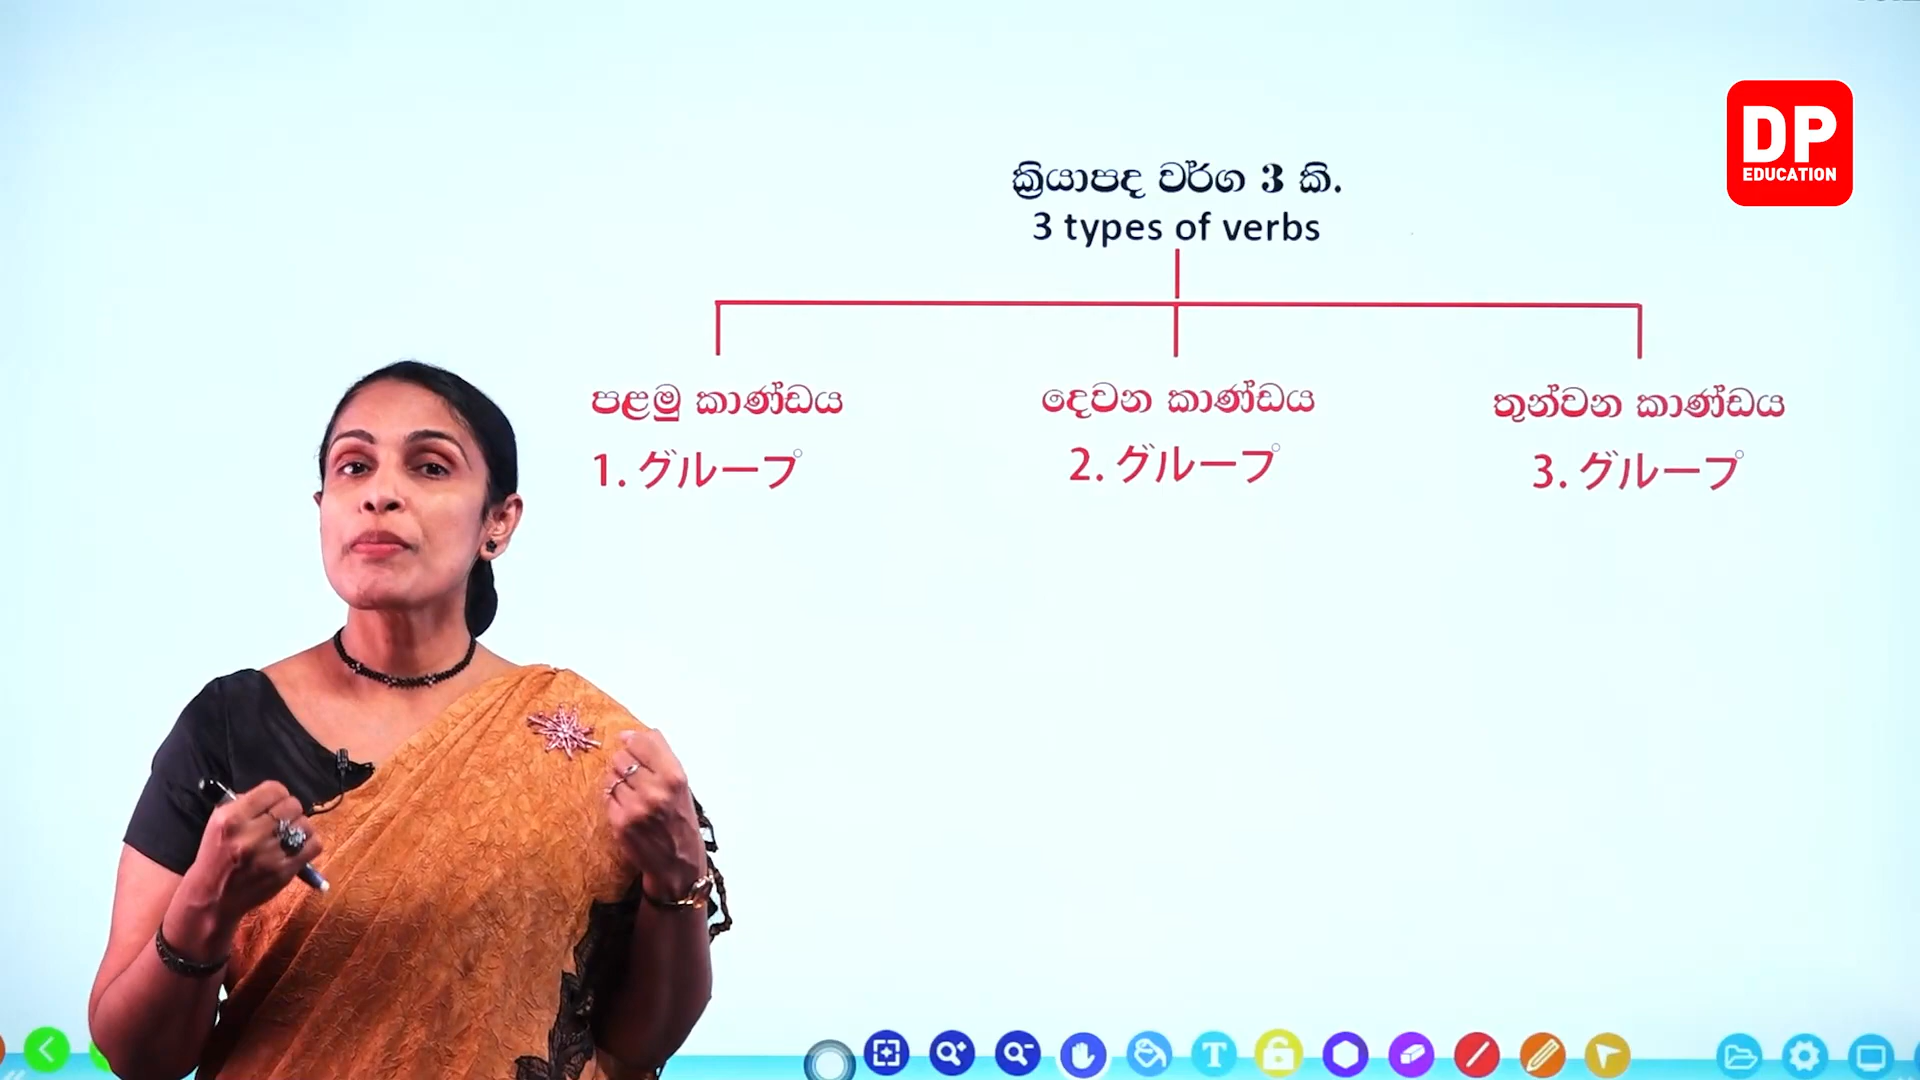 DP
EDUCATION
ක්‍රියාපද වර්ග 3 කි.
3 types of verbs
පළමු කාණ්ඩය
දෙවන කාණ්ඩය
තුන්වන කාණ්ඩය
1. グループ
2. グループ
3. グループ
T